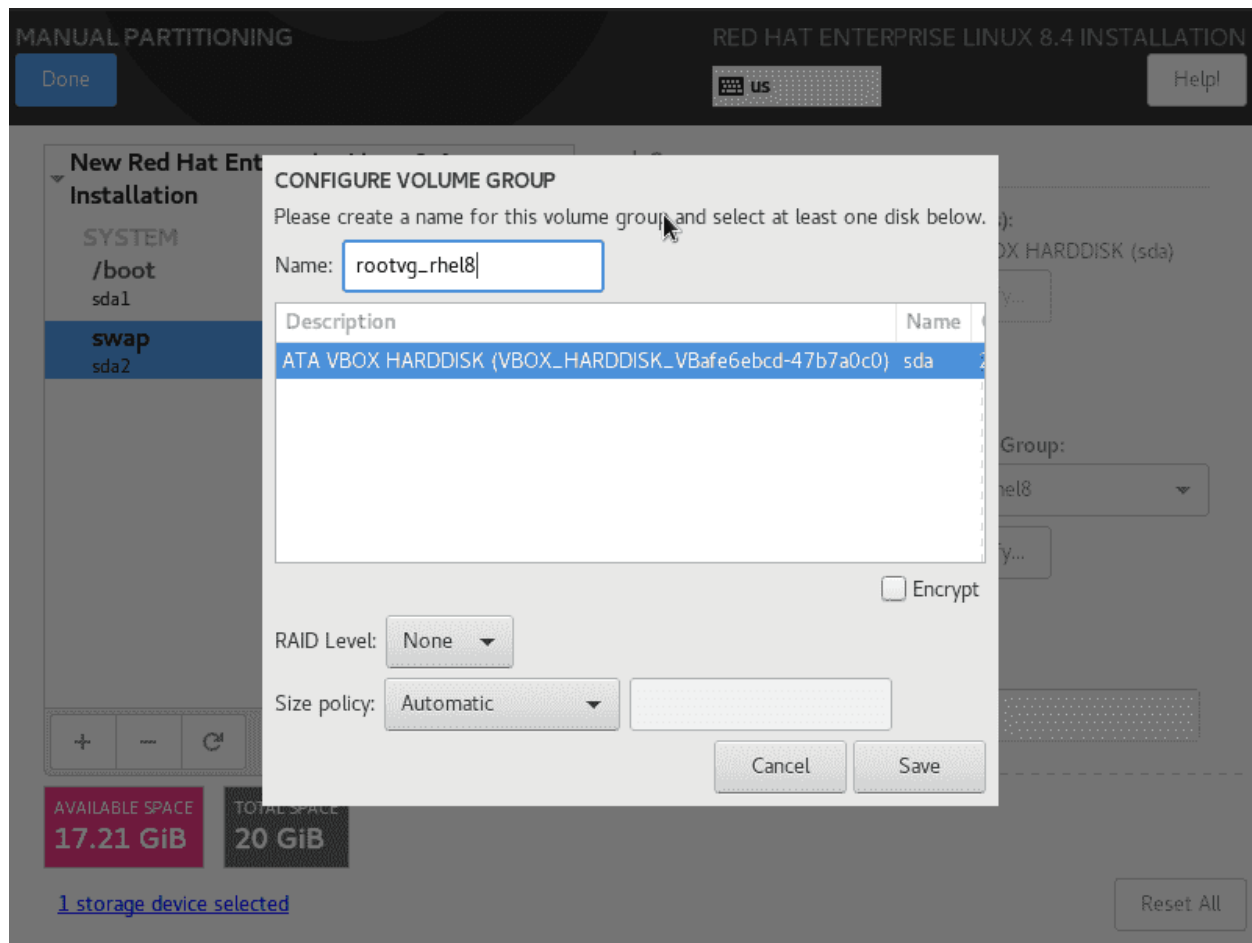 MANUAL PARTITIONING
RED HAT ENTERPRISE LINUX 8.4 INSTALLATION
Done
us
Help!
New Red Hat
Installation
SYSTEM
/boot
sda1
swap
sda2
CONFIGURE VOLUME GROUP
Please create a name for this volume group and select at least one disk below.
Name: rootvg_rhel8
Description Name
ATA VBOX HARDDISK (VBOX_HARDDISK_VBafe6ebcd-47b7a0c0) sda
Encrypt
RAID Level: None
Size policy: Automatic
Cancel Save
HARDDISK (sda)
Group:
+ −
AVAILABLE SPACE
17.21 GiB
TOTAL SPACE
20 GiB
1 storage device selected
Reset All